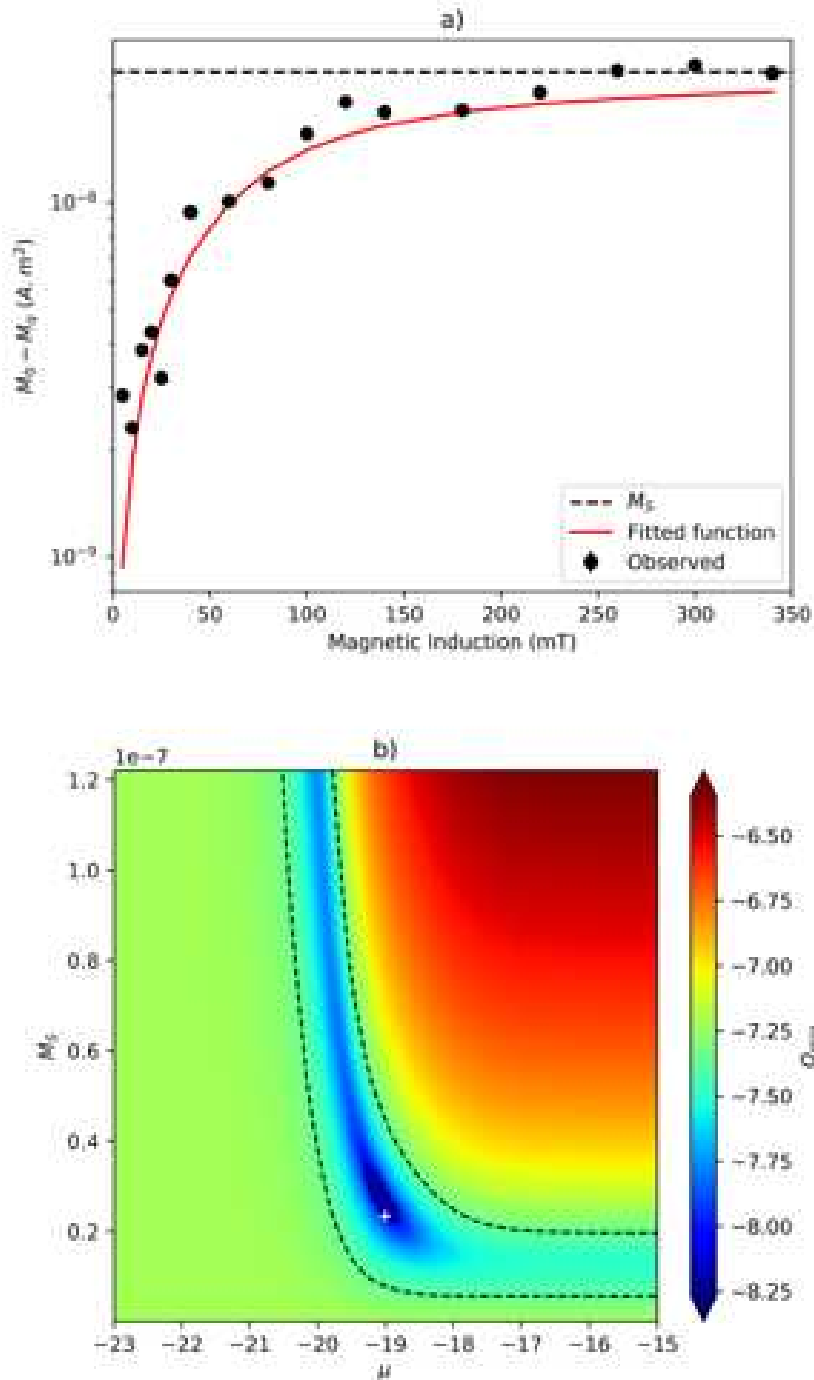 a)
M₀ − M_q (A. m²)
10⁻⁸
10⁻⁹
M_S
Fitted function
Observed
0 50 100 150 200 250 300 350
Magnetic Induction (mT)
b)
1e−7
1.2
1.0
0.8
0.6
0.4
0.2
M_S
−23 −22 −21 −20 −19 −18 −17 −16 −15
μ
−6.50
−6.75
−7.00
−7.25
−7.50
−7.75
−8.00
−8.25